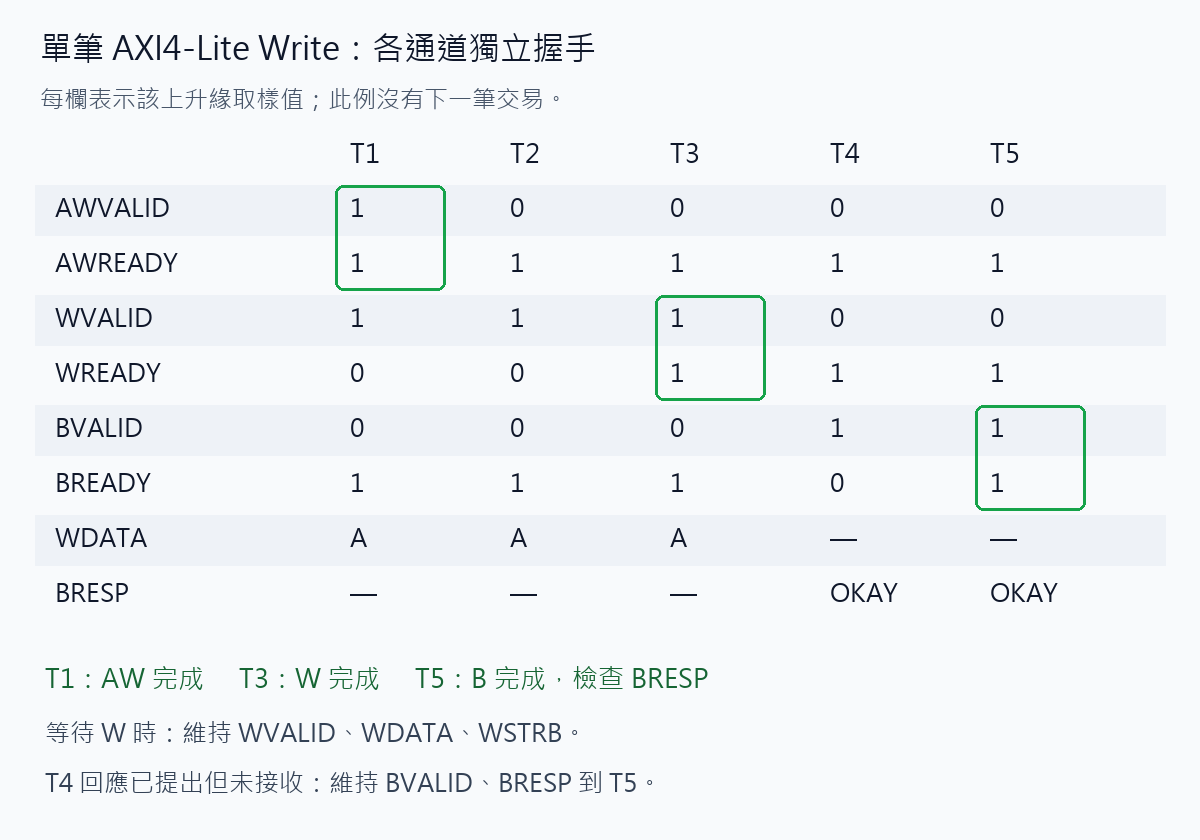 單筆 AXI4-Lite Write：各通道獨立握手
每欄表示該上升緣取樣值；此例沒有下一筆交易。
T1 T2 T3 T4 T5
AWVALID 1 0 0 0 0
AWREADY 1 1 1 1 1
WVALID 1 1 1 0 0
WREADY 0 0 1 1 1
BVALID 0 0 0 1 1
BREADY 1 1 1 0 1
WDATA A A A — —
BRESP — — — OKAY OKAY
T1：AW 完成 T3：W 完成 T5：B 完成，檢查 BRESP
等待 W 時：維持 WVALID、WDATA、WSTRB。
T4 回應已提出但未接收：維持 BVALID、BRESP 到 T5。